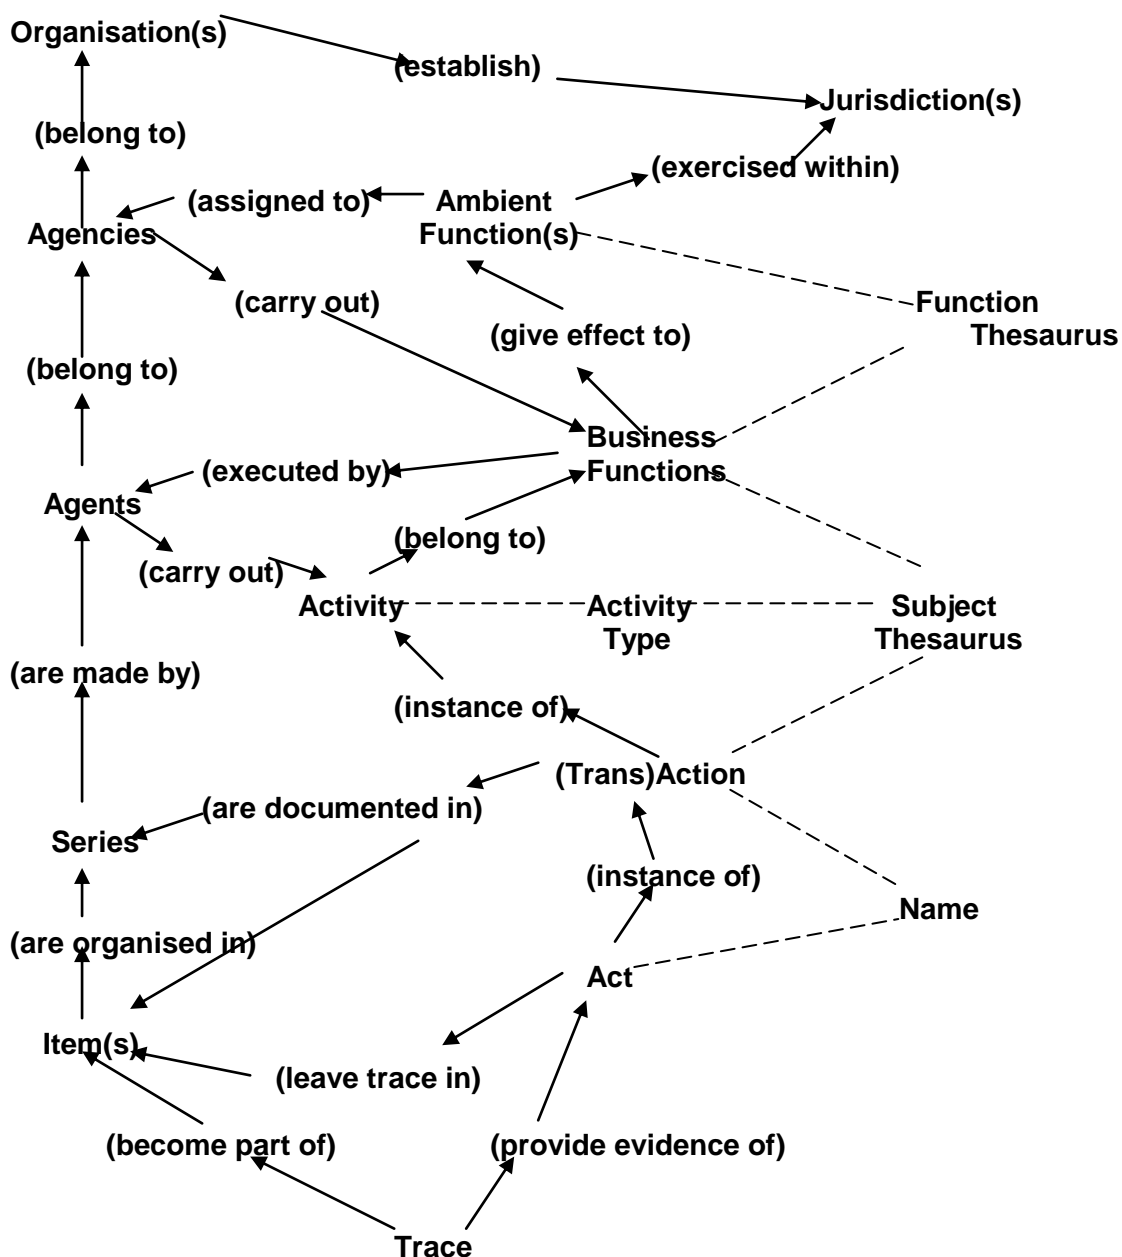 Organisation(s)
(establish)
Jurisdiction(s)
(belong to)
(exercised within)
(assigned to)
Ambient
Function(s)
Agencies
(carry out)
Function
Thesaurus
(give effect to)
(belong to)
Business
Functions
(executed by)
Agents
(belong to)
(carry out)
Activity
Activity
Type
Subject
Thesaurus
(are made by)
(instance of)
(Trans)Action
(are documented in)
Series
(instance of)
Name
(are organised in)
Act
Item(s)
(leave trace in)
(become part of)
(provide evidence of)
Trace